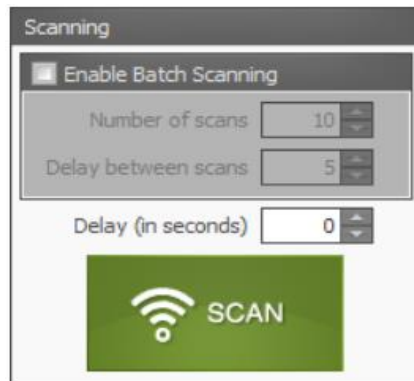 Scanning
Enable Batch Scanning
Number of scans 10
Delay between scans 5
Delay (in seconds) 0
SCAN